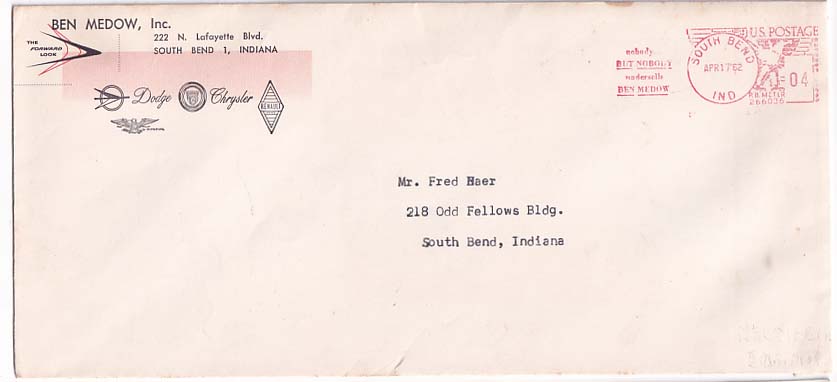 BEN MEDOW, Inc.
222 N. Lafayette Blvd.
SOUTH BEND 1, INDIANA
THE
FORWARD
LOOK
Dodge Chrysler RENAULT
nobody
BUT NOBODY
undersells
BEN MEDOW
SOUTH BEND
APR 17 '62
IND
U.S. POSTAGE
04
P.B. METER
266036
Mr. Fred Haer
218 Odd Fellows Bldg.
South Bend, Indiana